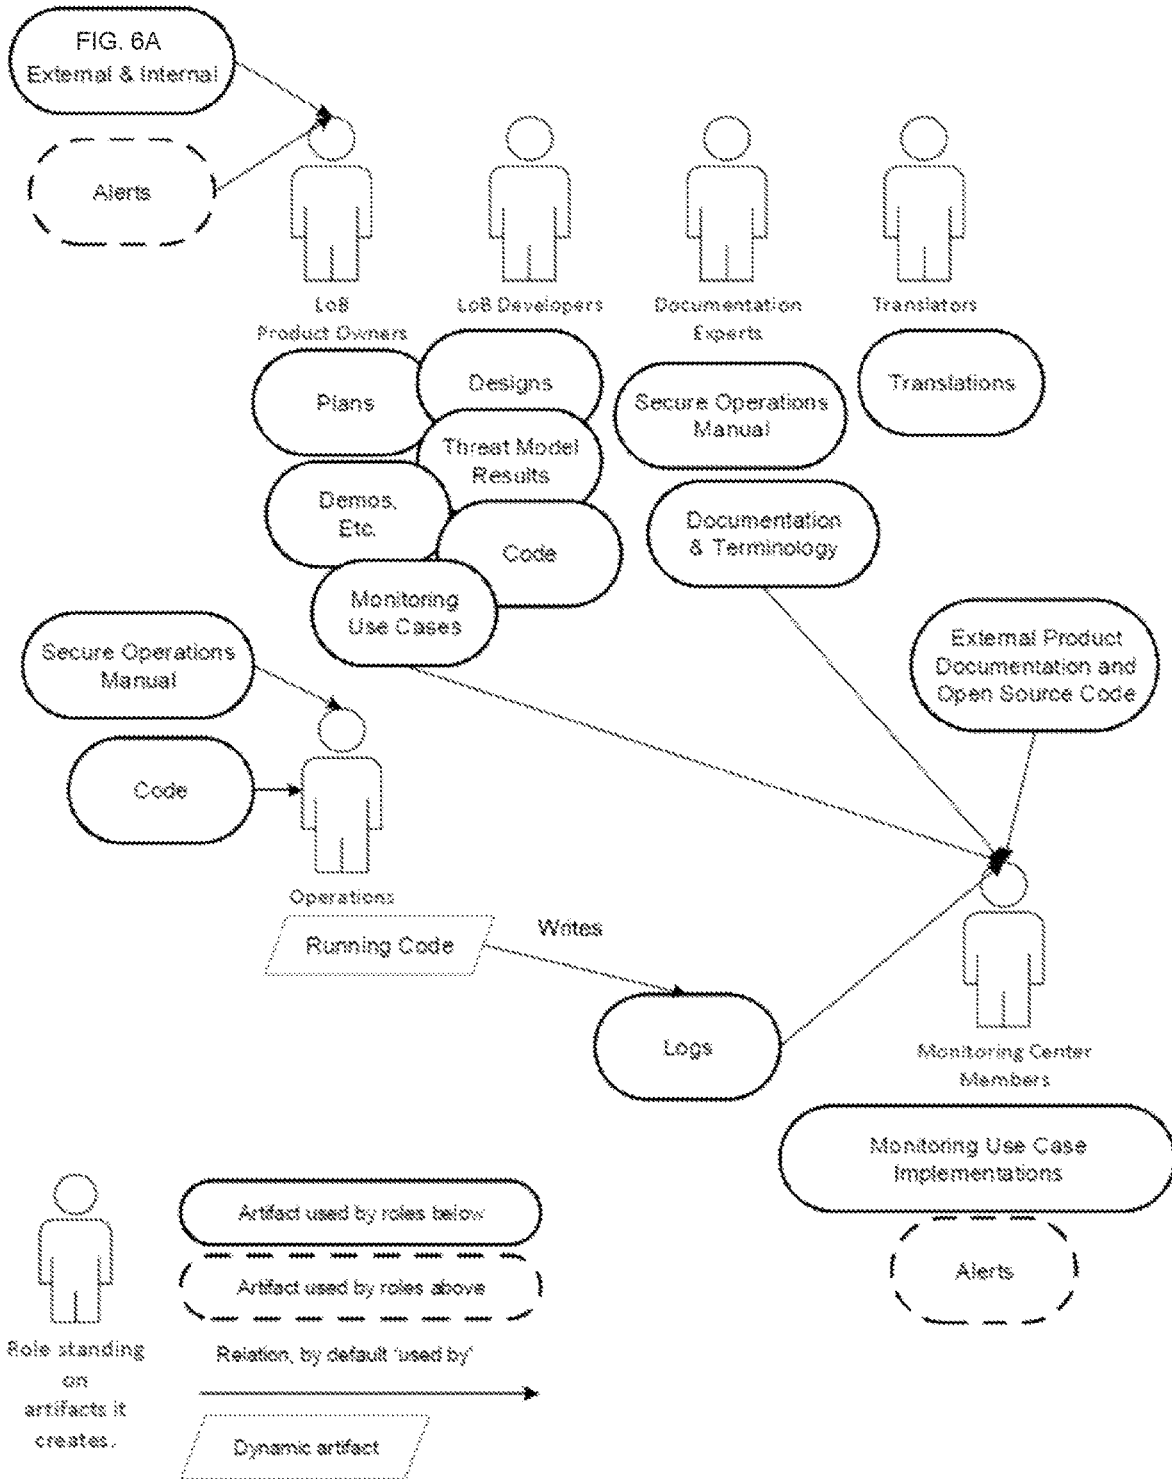 FIG. 6A
External & Internal
Alerts
LoB
Product Owners
LoB Developers
Documentation
Experts
Translators
Plans
Designs
Threat Model
Results
Demos,
Etc.
Code
Monitoring
Use Cases
Secure Operations
Manual
Documentation
& Terminology
Translations
Secure Operations
Manual
Code
Operations
External Product
Documentation and
Open Source Code
Running Code
Writes
Logs
Monitoring Center
Members
Monitoring Use Case
Implementations
Alerts
Role standing
on
artifacts it
creates.
Artifact used by roles below
Artifact used by roles above
Relation, by default 'used by'
Dynamic artifact